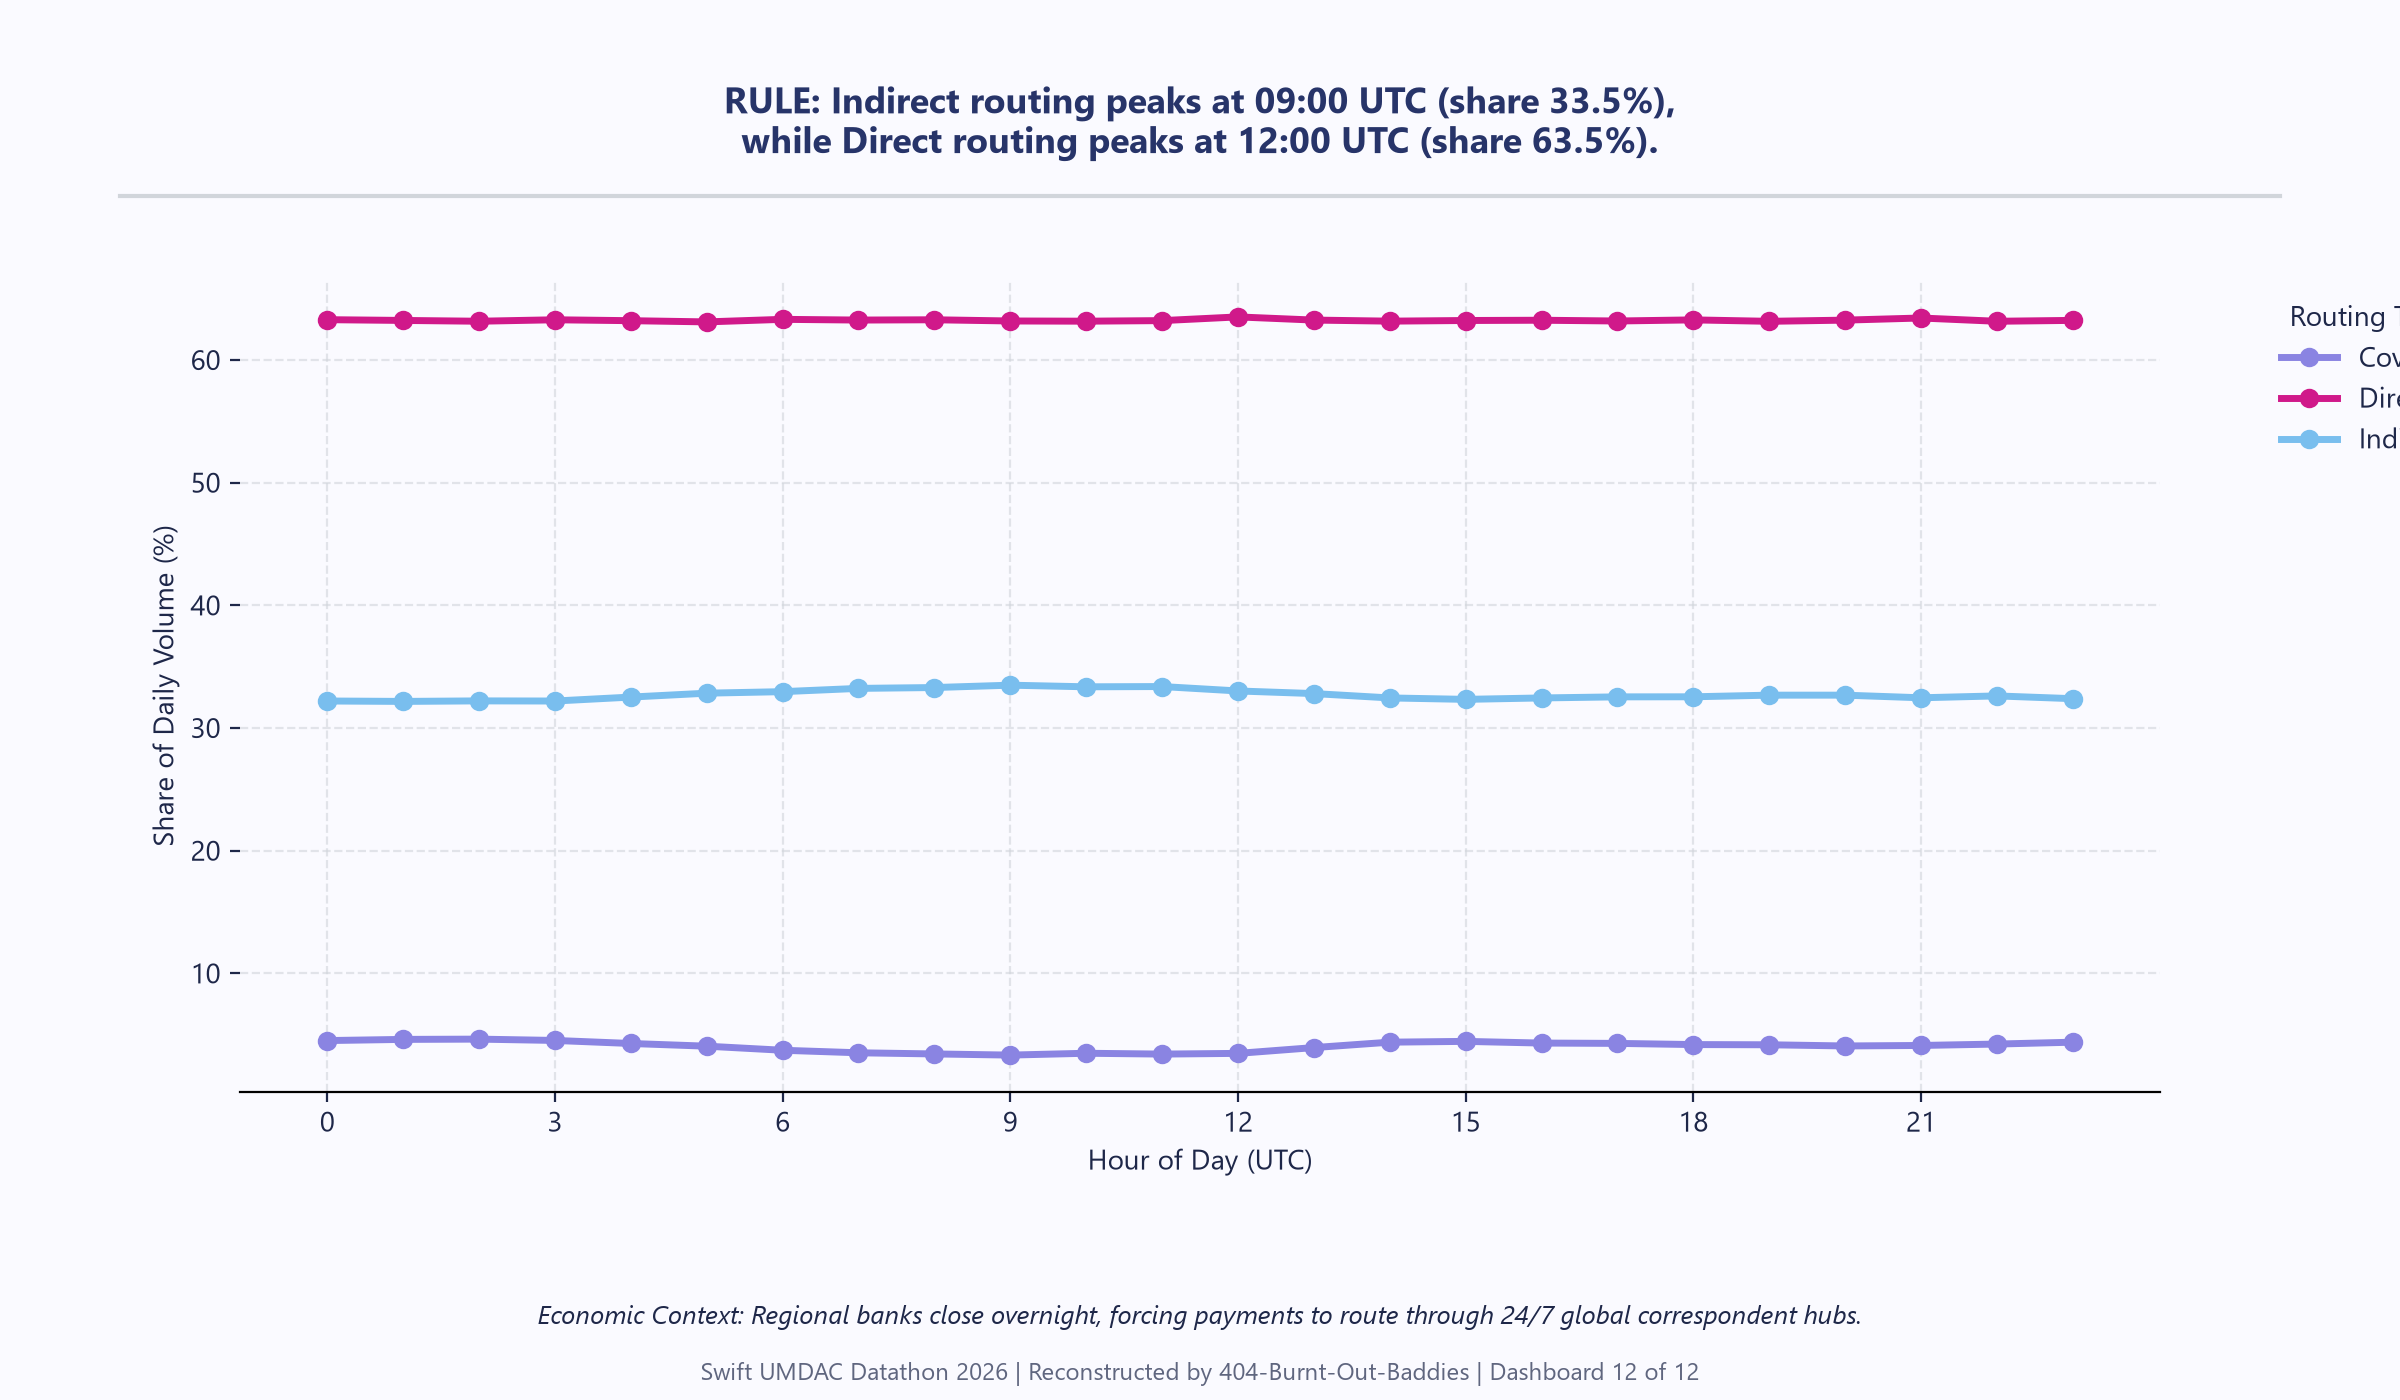 RULE: Indirect routing peaks at 09:00 UTC (share 33.5%),
while Direct routing peaks at 12:00 UTC (share 63.5%).
Routing
Cov
Dire
Ind
Share of Daily Volume (%)
60
50
40
30
20
10
0 3 6 9 12 15 18 21
Hour of Day (UTC)
Economic Context: Regional banks close overnight, forcing payments to route through 24/7 global correspondent hubs.
Swift UMDAC Datathon 2026 | Reconstructed by 404-Burnt-Out-Baddies | Dashboard 12 of 12